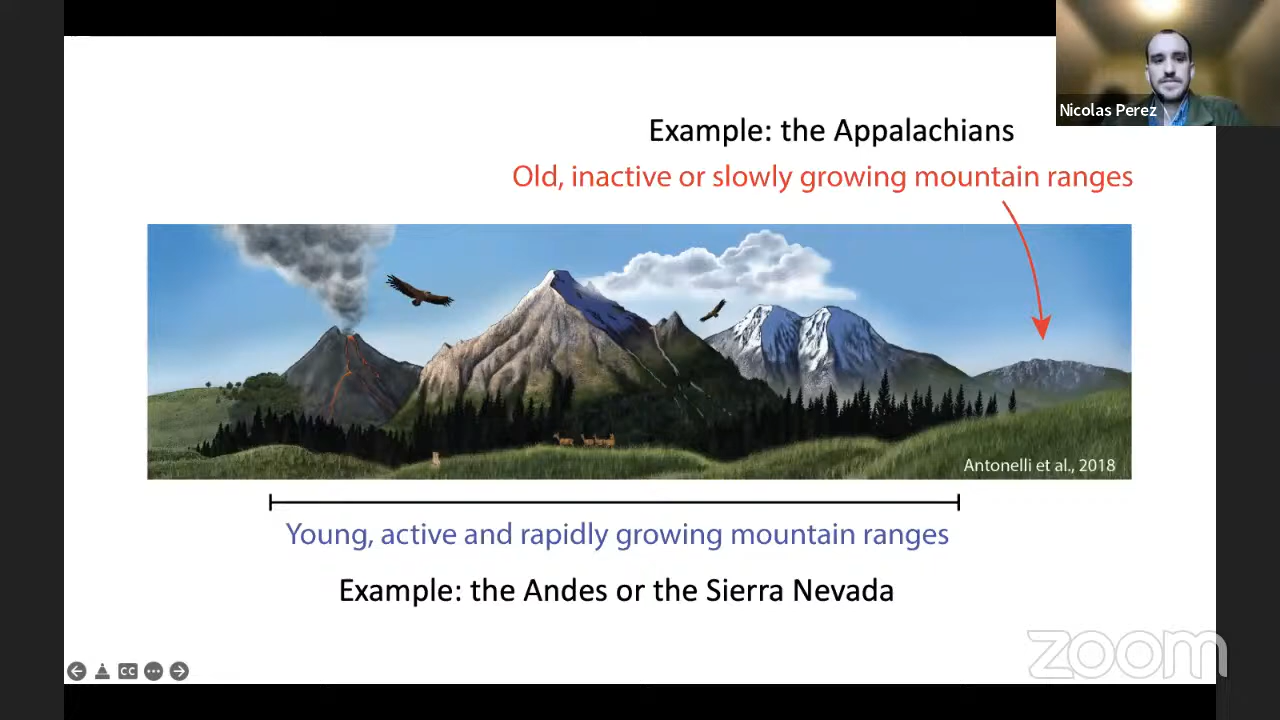 Nicolas Perez
Example: the Appalachians
Old, inactive or slowly growing mountain ranges
Antonelli et al., 2018
Young, active and rapidly growing mountain ranges
Example: the Andes or the Sierra Nevada
zoom
CC